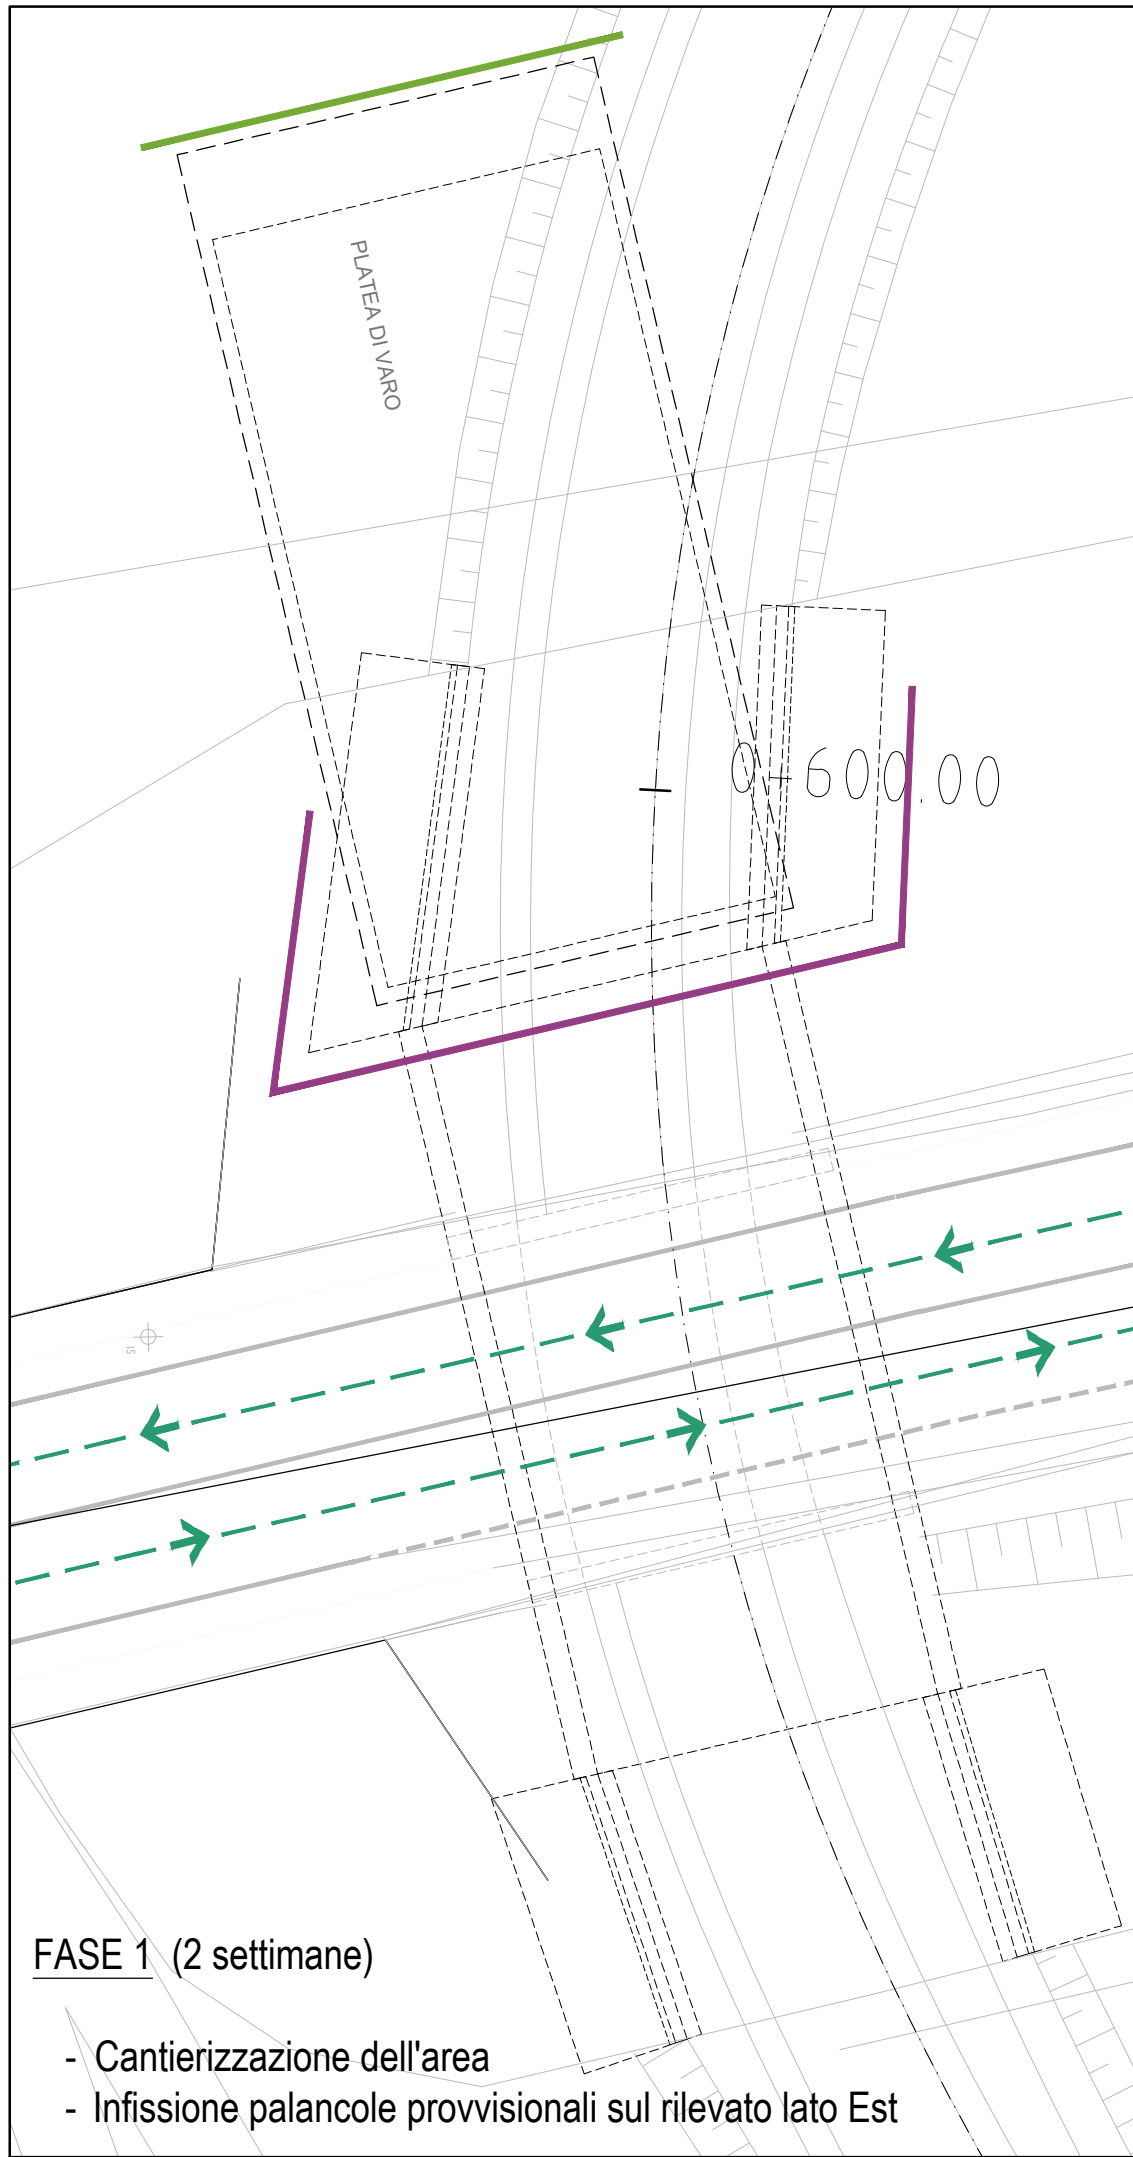 PLATEA DI VARO
0+600.00
IS
FASE 1 (2 settimane)
- Cantierizzazione dell'area
- Infissione palancole provvisionali sul rilevato lato Est